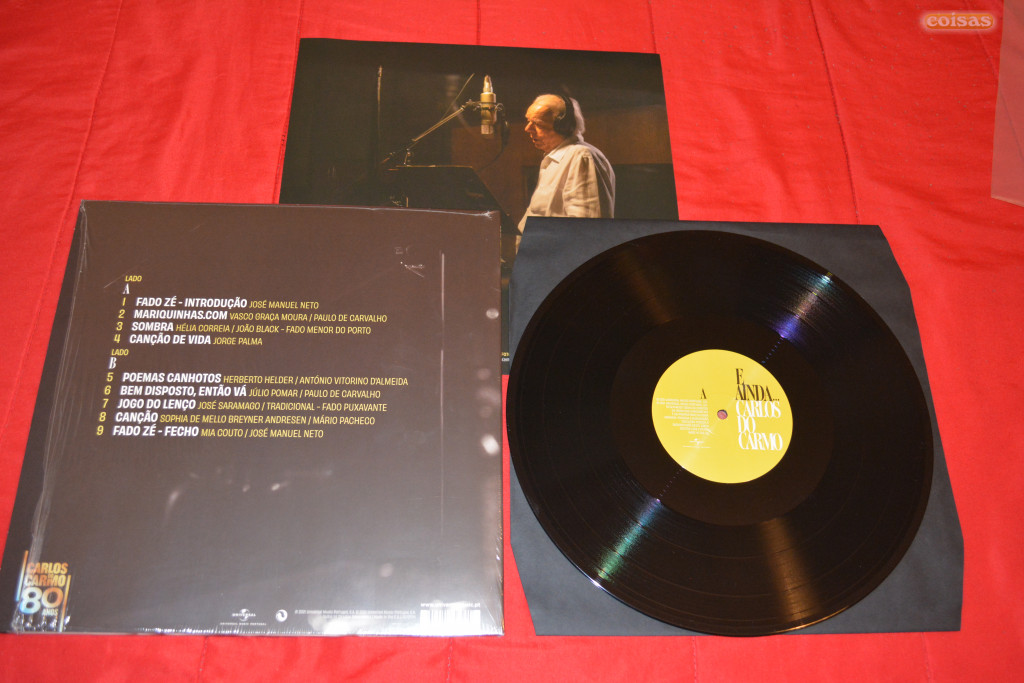 coisas
LADO
A
1 FADO ZÉ - INTRODUÇÃO JOSÉ MANUEL NETO
2 MARIQUINHAS.COM VASCO GRAÇA MOURA / PAULO DE CARVALHO
3 SOMBRA HÉLIA CORREIA / JOÃO BLACK - FADO MENOR DO PORTO
4 CANÇÃO DE VIDA JORGE PALMA
LADO
B
5 POEMAS CANHOTOS HERBERTO HELDER / ANTÓNIO VITORINO D'ALMEIDA
6 BEM DISPOSTO, ENTÃO VÁ JÚLIO POMAR / PAULO DE CARVALHO
7 JOGO DO LENÇO JOSÉ SARAMAGO / TRADICIONAL - FADO PUXAVANTE
8 CANÇÃO SOPHIA DE MELLO BREYNER ANDRESEN / MÁRIO PACHECO
9 FADO ZÉ - FECHO MIA COUTO / JOSÉ MANUEL NETO
CARLOS
CARMO
80
ANOS
UNIVERSAL
UNIVERSAL MUSIC PORTUGAL
A
E
AINDA...
CARLOS
DO
CARMO